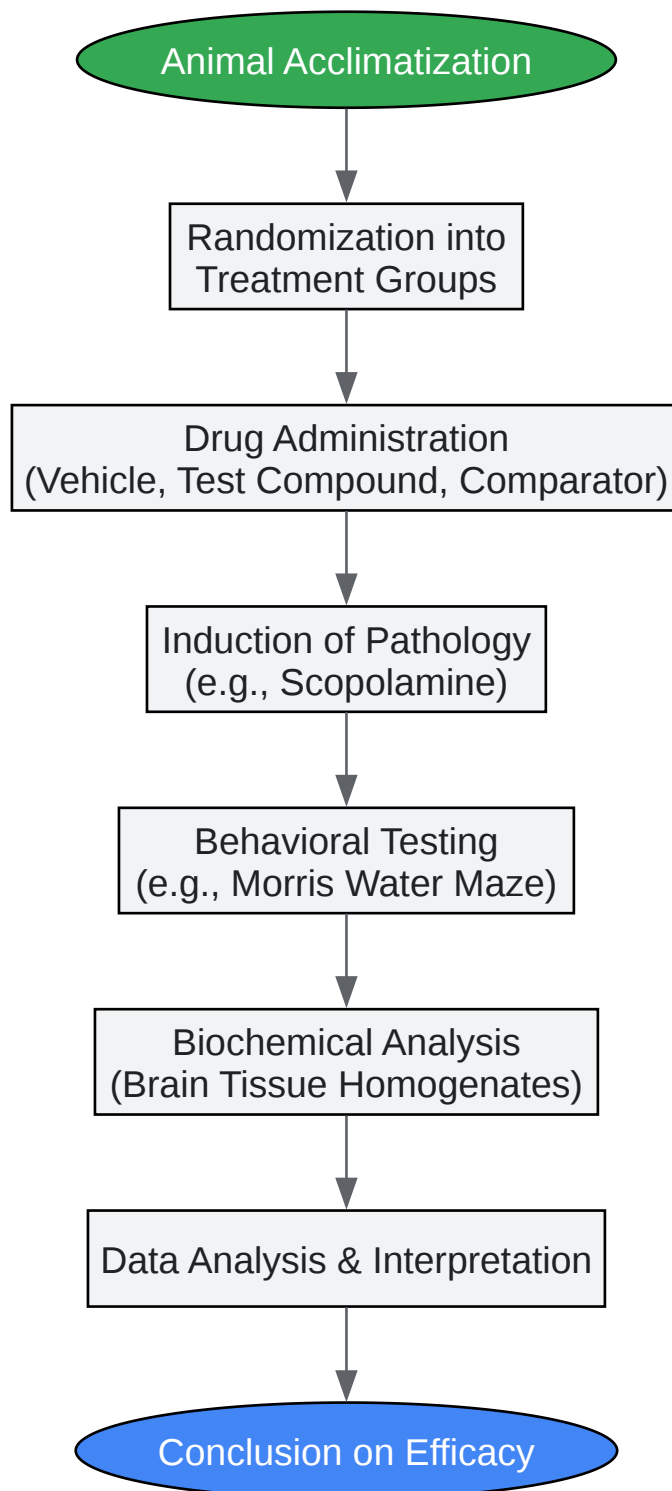 Animal Acclimatization
Randomization into
Treatment Groups
Drug Administration
(Vehicle, Test Compound, Comparator)
Induction of Pathology
(e.g., Scopolamine)
Behavioral Testing
(e.g., Morris Water Maze)
Biochemical Analysis
(Brain Tissue Homogenates)
Data Analysis & Interpretation
Conclusion on Efficacy